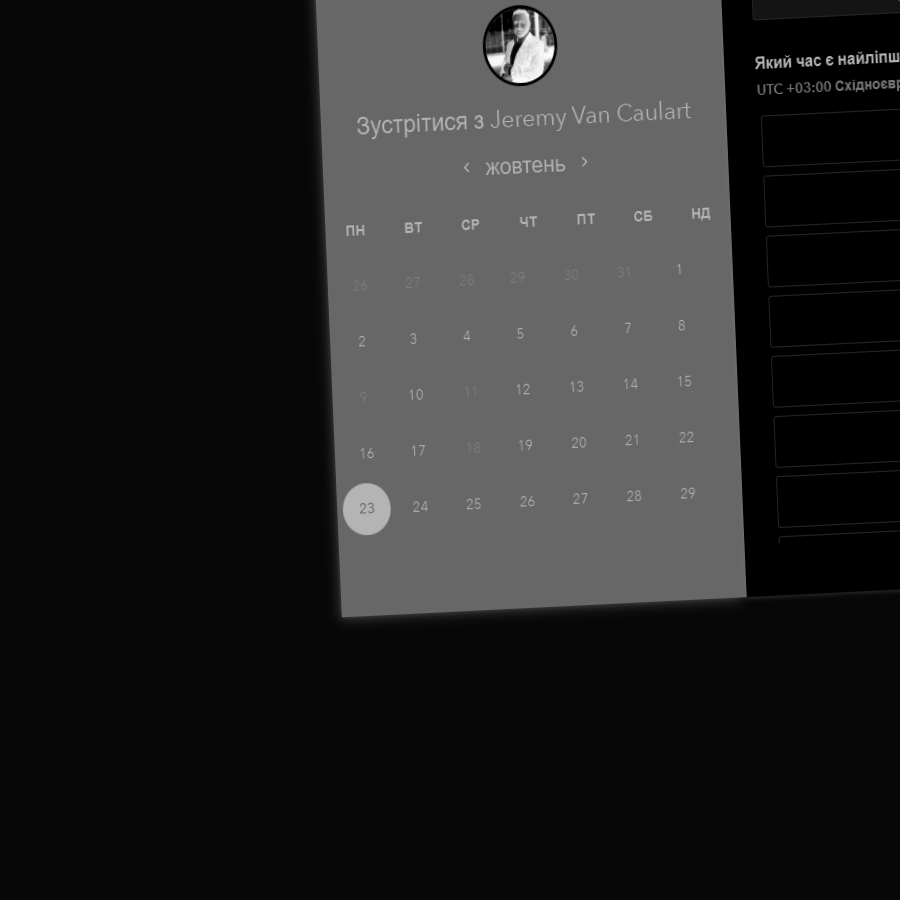 Зустрітися з Jeremy Van Caulart
‹ жовтень ›
ПН ВТ СР ЧТ ПТ СБ НД
26 27 28 29 30 31 1
2 3 4 5 6 7 8
9 10 11 12 13 14 15
16 17 18 19 20 21 22
23 24 25 26 27 28 29
Який час є
UTC +03:00